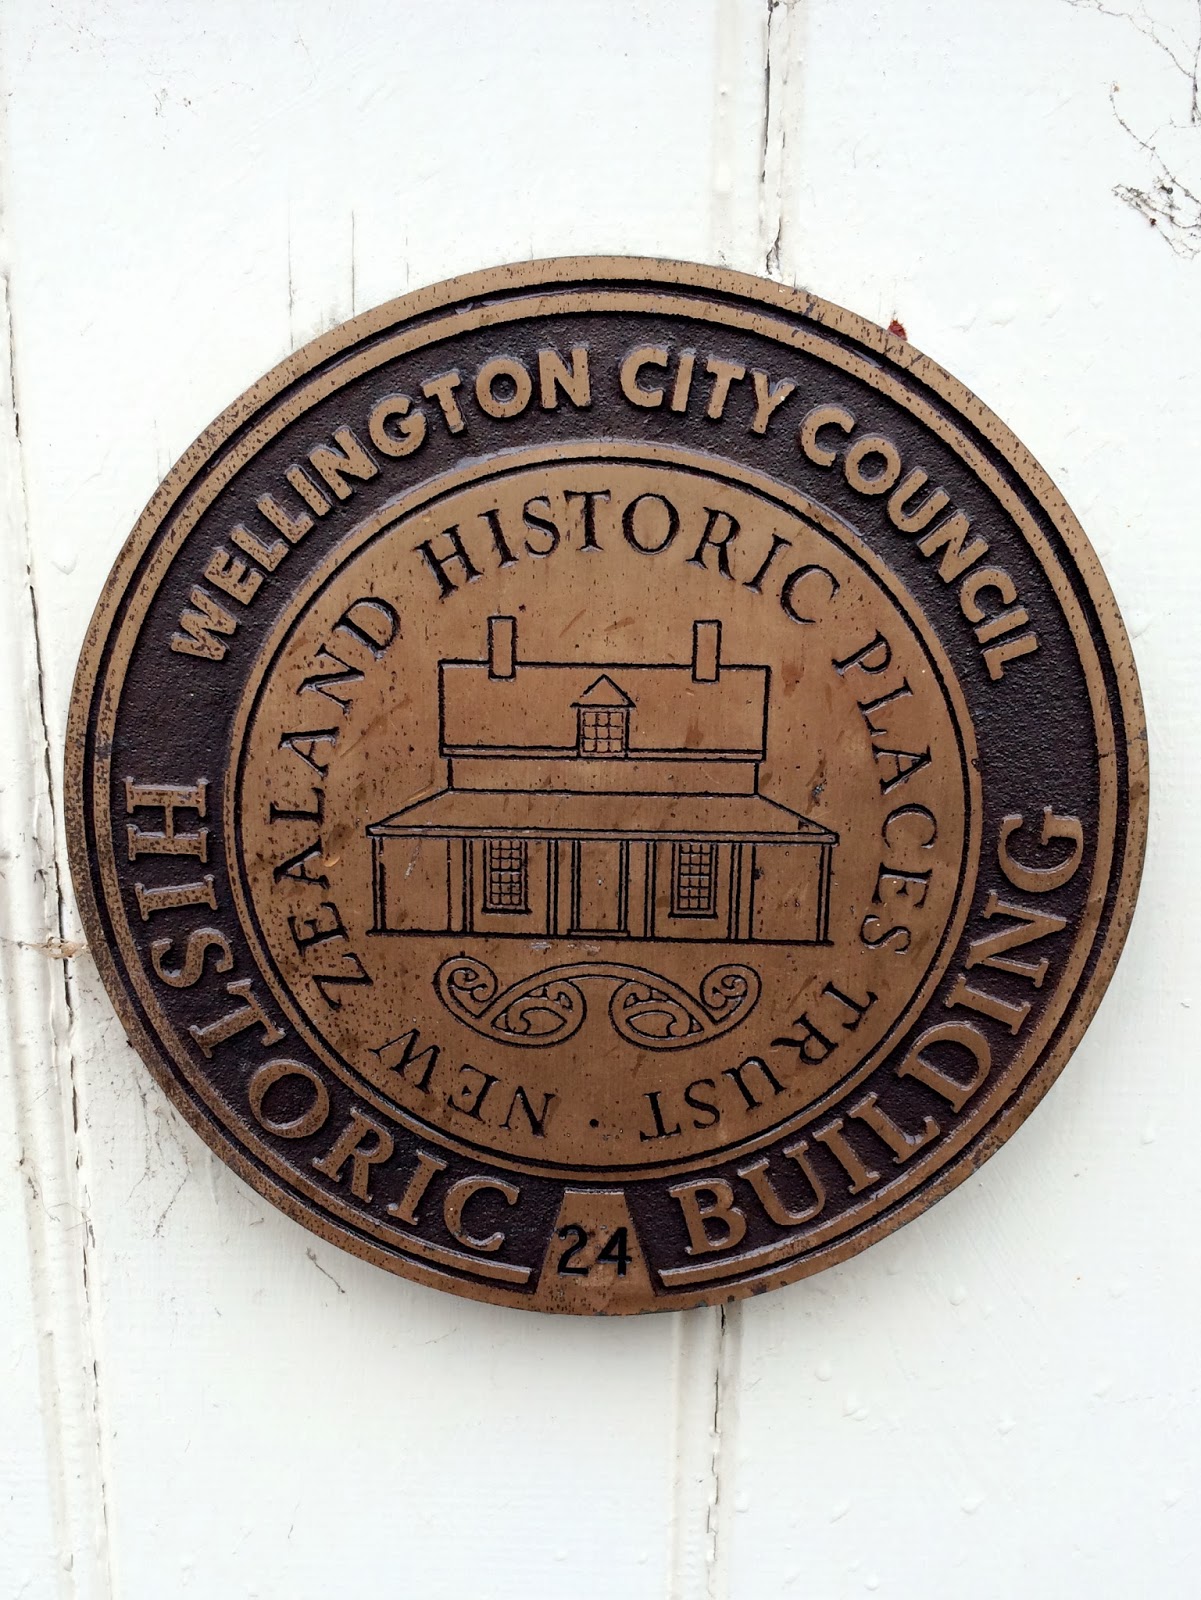 WELLINGTON CITY COUNCIL
HISTORIC BUILDING
NEW ZEALAND HISTORIC PLACES TRUST ·
24